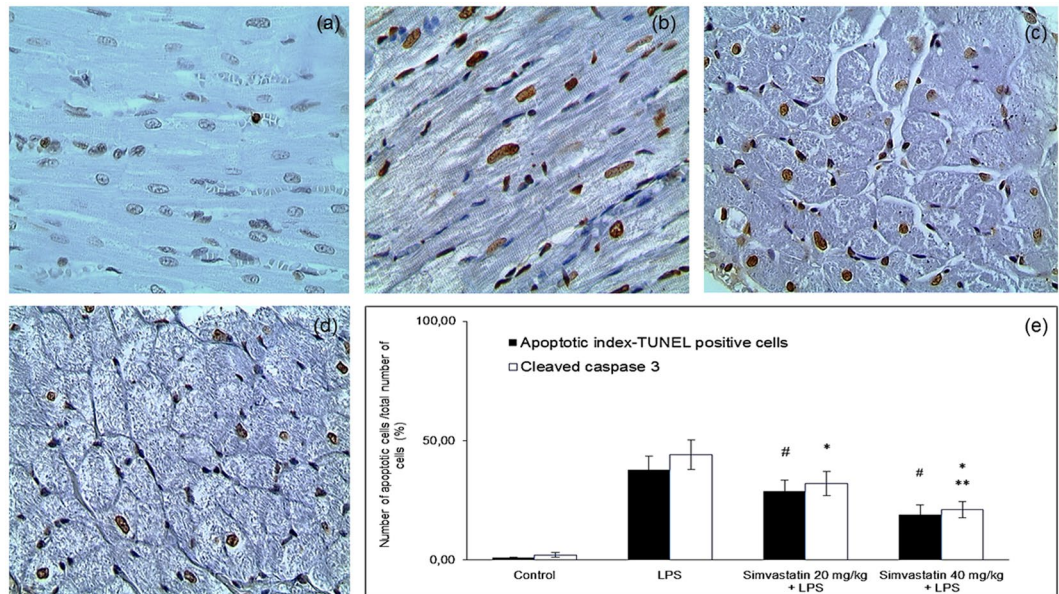 (a)
(b)
(c)
(d)
(e)
100,00
50,00
0,00
Number of apoptotic cells /total number of
cells (%)
Apoptotic index-TUNEL positive cells
Cleaved caspase 3
# *
# *
**
Control LPS Simvastatin 20 mg/kg Simvastatin 40 mg/kg
+ LPS + LPS